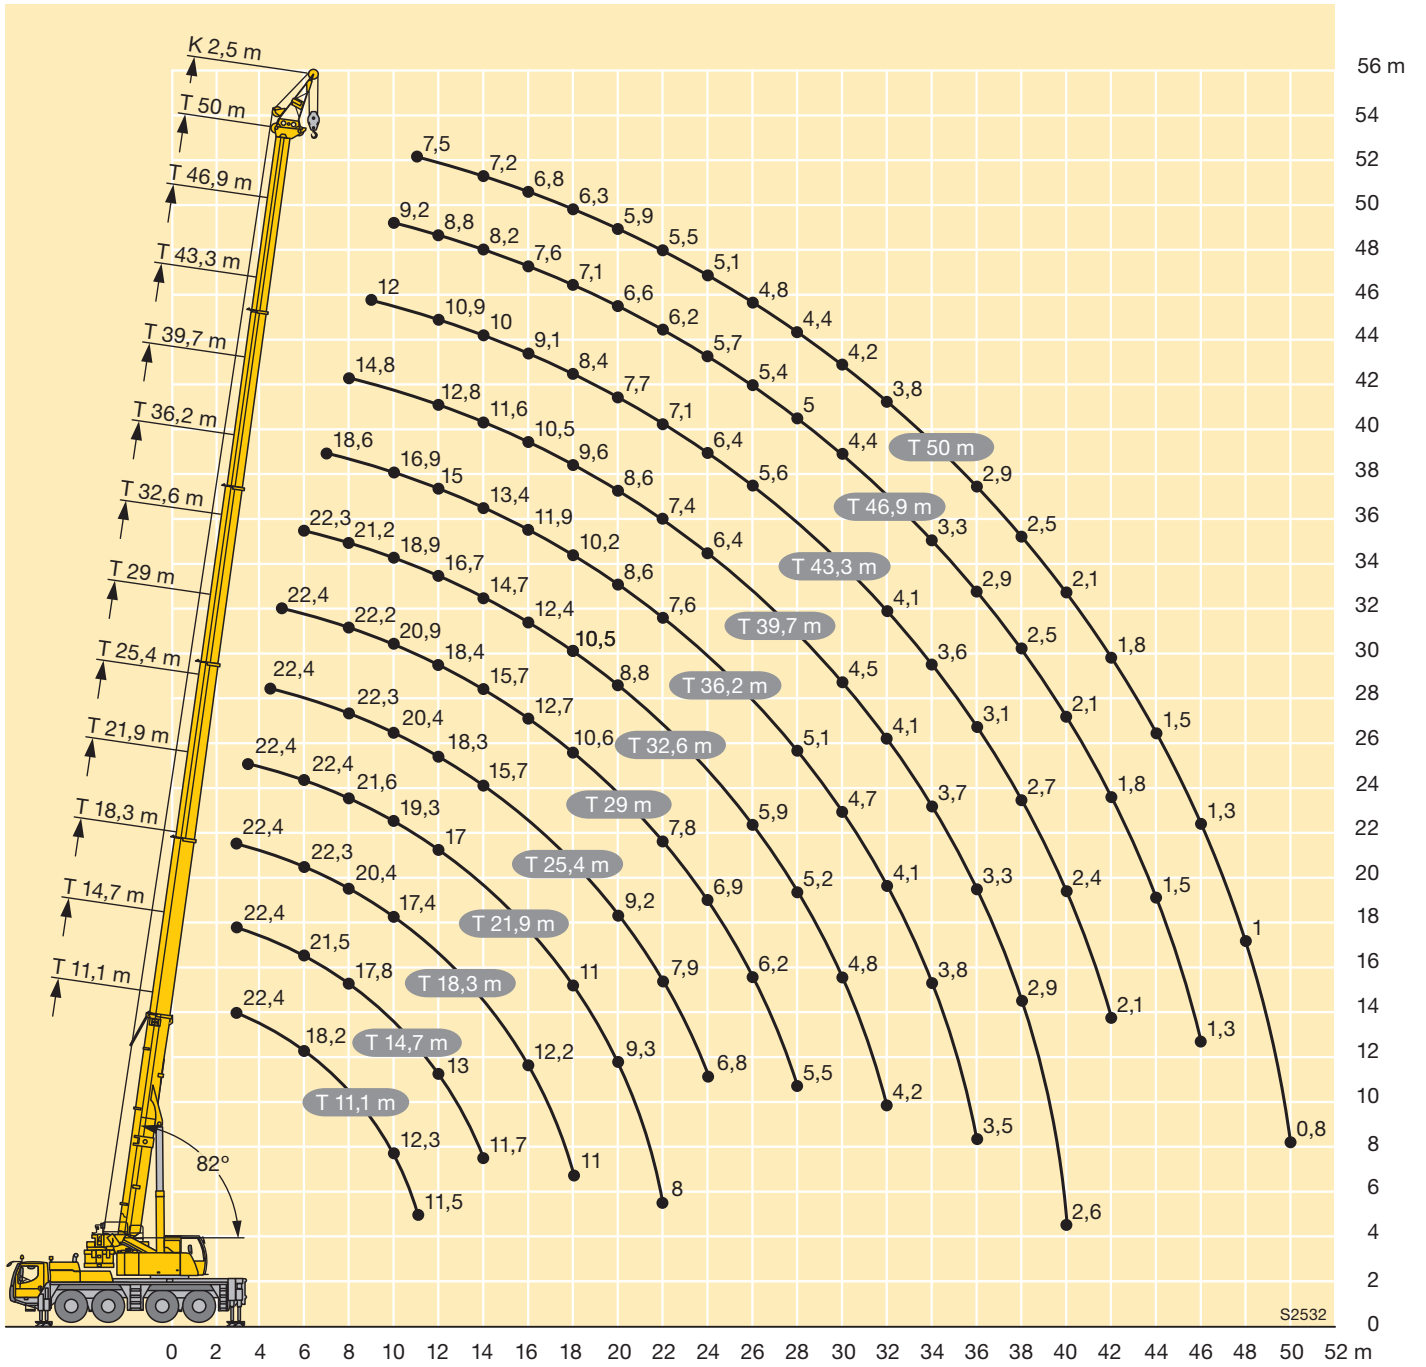 K 2,5 m
T 50 m
T 46,9 m
T 43,3 m
T 39,7 m
T 36,2 m
T 32,6 m
T 29 m
T 25,4 m
T 21,9 m
T 18,3 m
T 14,7 m
T 11,1 m
82°
7,5 7,2 6,8 6,3 5,9 5,5 5,1 4,8 4,4 4,2 3,8 T 50 m 2,9 2,5 2,1 1,8 1,5 1,3 1 0,8
9,2 8,8 8,2 7,6 7,1 6,6 6,2 5,7 5,4 5 4,4 T 46,9 m 3,3 2,9 2,5 2,1 1,8 1,5 1,3
12 10,9 10 9,1 8,4 7,7 7,1 6,4 5,6 T 43,3 m 4,1 3,6 3,1 2,7 2,4 2,1
14,8 12,8 11,6 10,5 9,6 8,6 7,4 6,4 T 39,7 m 4,5 4,1 3,7 3,3 2,9 2,6
18,6 16,9 15 13,4 11,9 10,2 8,6 7,6 T 36,2 m 5,1 4,7 4,1 3,8 3,5
22,3 21,2 18,9 16,7 14,7 12,4 10,5 8,8 T 32,6 m 5,9 5,2 4,8 4,2
22,4 22,2 20,9 18,4 15,7 12,7 10,6 T 29 m 7,8 6,9 6,2 5,5
22,4 22,3 20,4 18,3 15,7 T 25,4 m 9,2 7,9 6,8
22,4 22,4 21,6 19,3 17 T 21,9 m 11 9,3 8
22,4 22,3 20,4 17,4 T 18,3 m 12,2 11
22,4 21,5 17,8 T 14,7 m 13 11,7
22,4 18,2 T 11,1 m 12,3 11,5
56 m
54
52
50
48
46
44
42
40
38
36
34
32
30
28
26
24
22
20
18
16
14
12
10
8
6
4
2
0
S2532
0 2 4 6 8 10 12 14 16 18 20 22 24 26 28 30 32 34 36 38 40 42 44 46 48 50 52 m